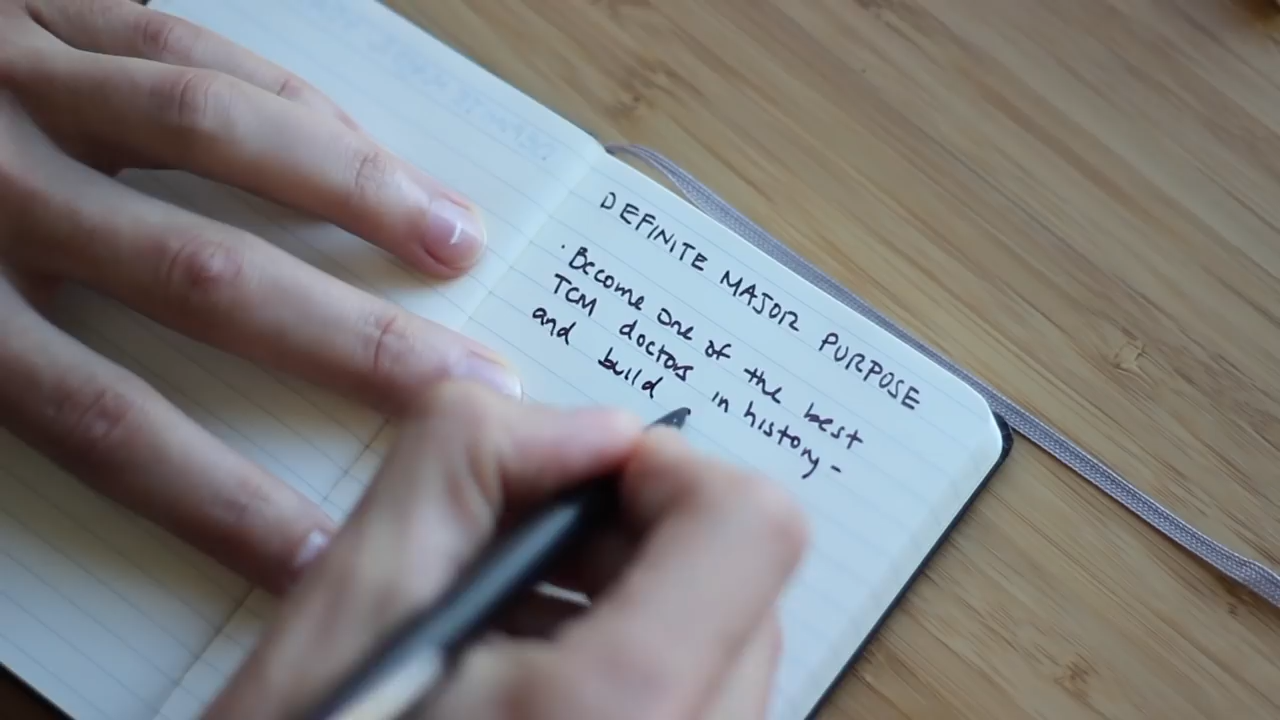 DEFINITE MAJOR PURPOSE
· Become one of the best
TCM doctors in history -
and build